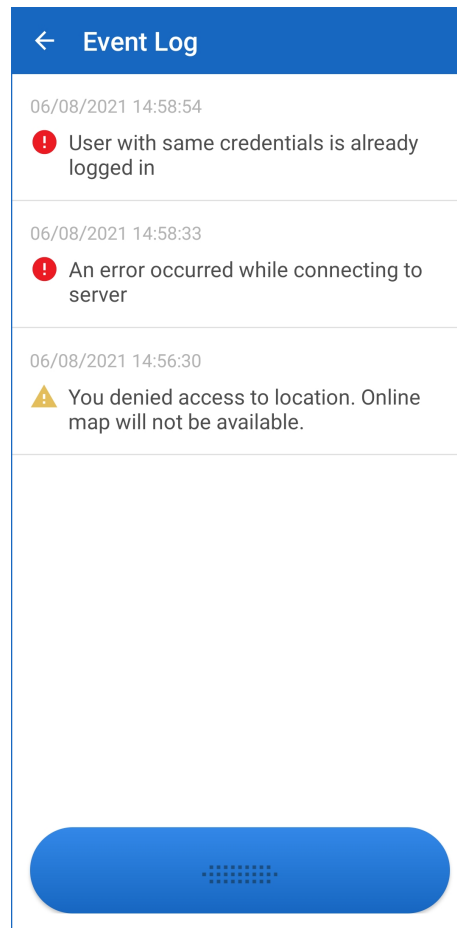 Event Log
06/08/2021 14:58:54
User with same credentials is already
logged in
06/08/2021 14:58:33
An error occurred while connecting to
server
06/08/2021 14:56:30
You denied access to location. Online
map will not be available.